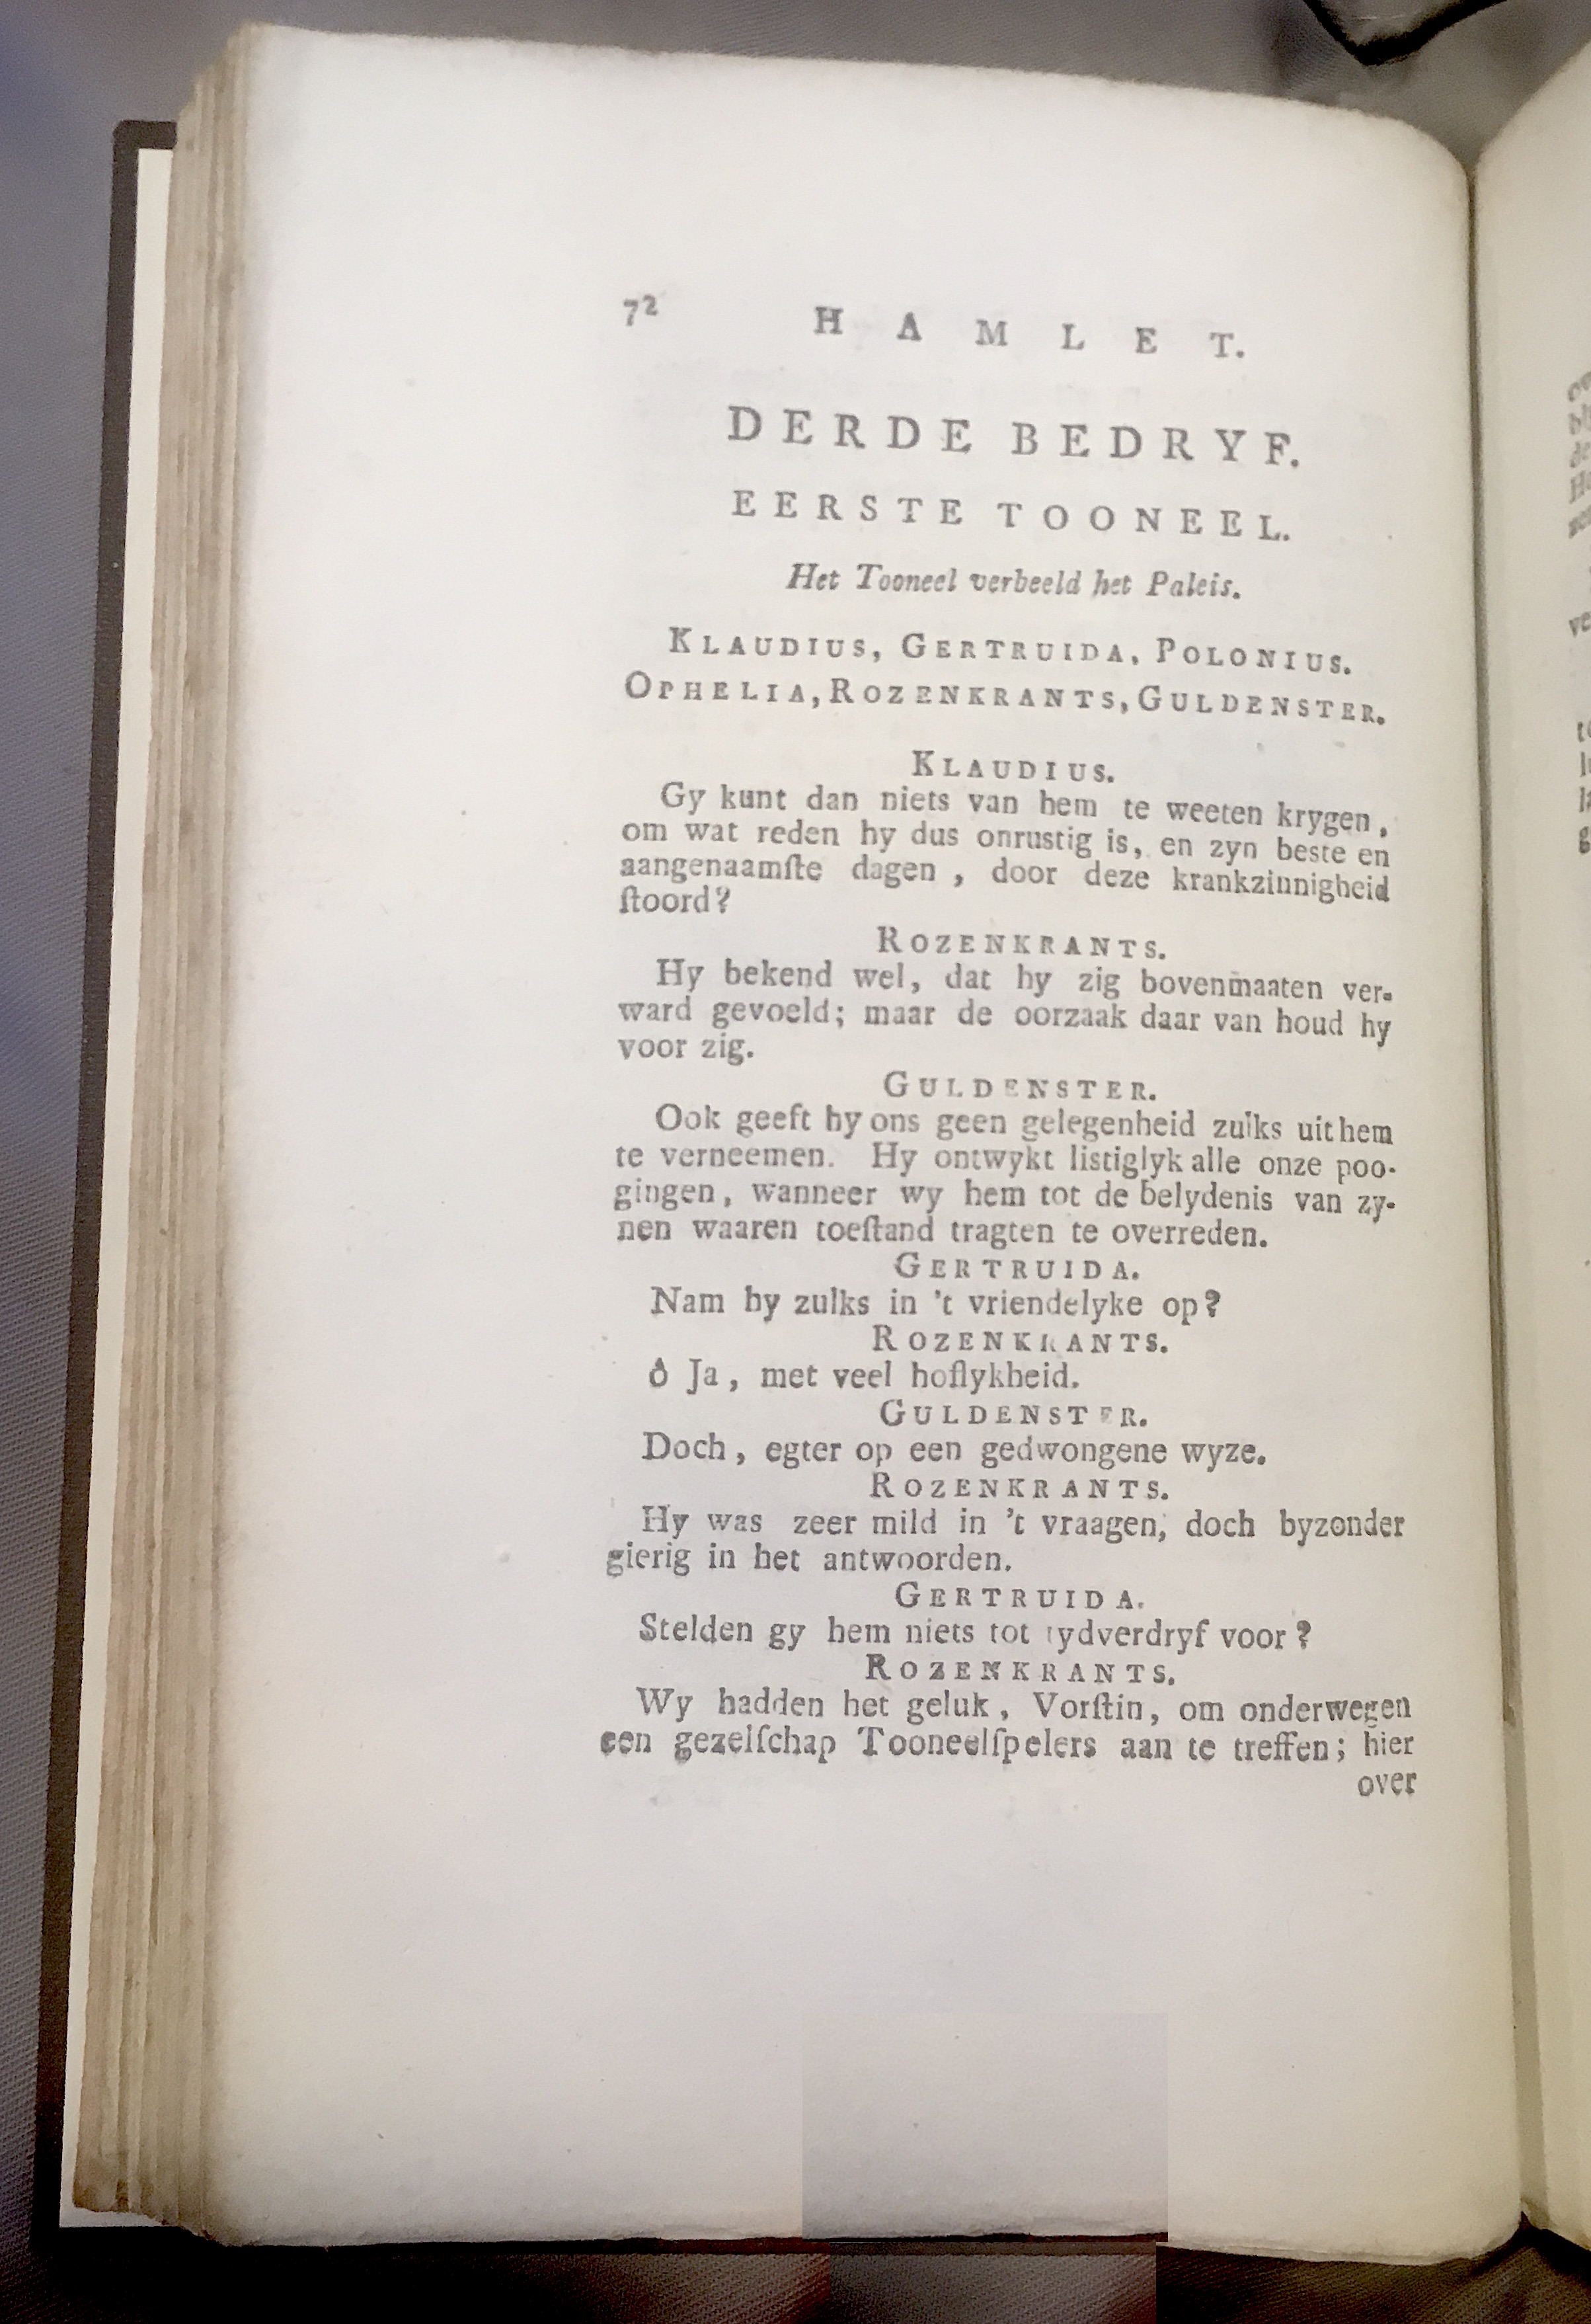 72 HAMLET.
DERDE BEDRYF.
EERSTE TOONEEL.
Het Tooneel verbeeld het Paleis.
KLAUDIUS, GERTRUIDA, POLONIUS.
OPHELIA, ROZENKRANTS, GULDENSTER.
KLAUDIUS.
Gy kunt dan niets van hem te weeten krygen,
om wat reden hy dus onrustig is, en zyn beste en
aangenaamſte dagen, door deze krankzinnigheid
ſtoord?
ROZENKRANTS.
Hy bekend wel, dat hy zig bovenmaaten ver-
ward gevoeld; maar de oorzaak daar van houd hy
voor zig.
GULDENSTER.
Ook geeft hy ons geen gelegenheid zulks uit hem
te verneemen. Hy ontwykt listiglyk alle onze poo-
gingen, wanneer wy hem tot de belydenis van zy-
nen waaren toeſtand tragten te overreden.
GERTRUIDA.
Nam hy zulks in 't vriendelyke op?
ROZENKRANTS.
ô Ja, met veel hoflykheid.
GULDENSTER.
Doch, egter op een gedwongene wyze.
ROZENKRANTS.
Hy was zeer mild in 't vraagen, doch byzonder
gierig in het antwoorden.
GERTRUIDA.
Stelden gy hem niets tot tydverdryf voor?
ROZENKRANTS.
Wy hadden het geluk, Vorſtin, om onderwegen
een gezelſchap Tooneelſpelers aan te treffen; hier
over